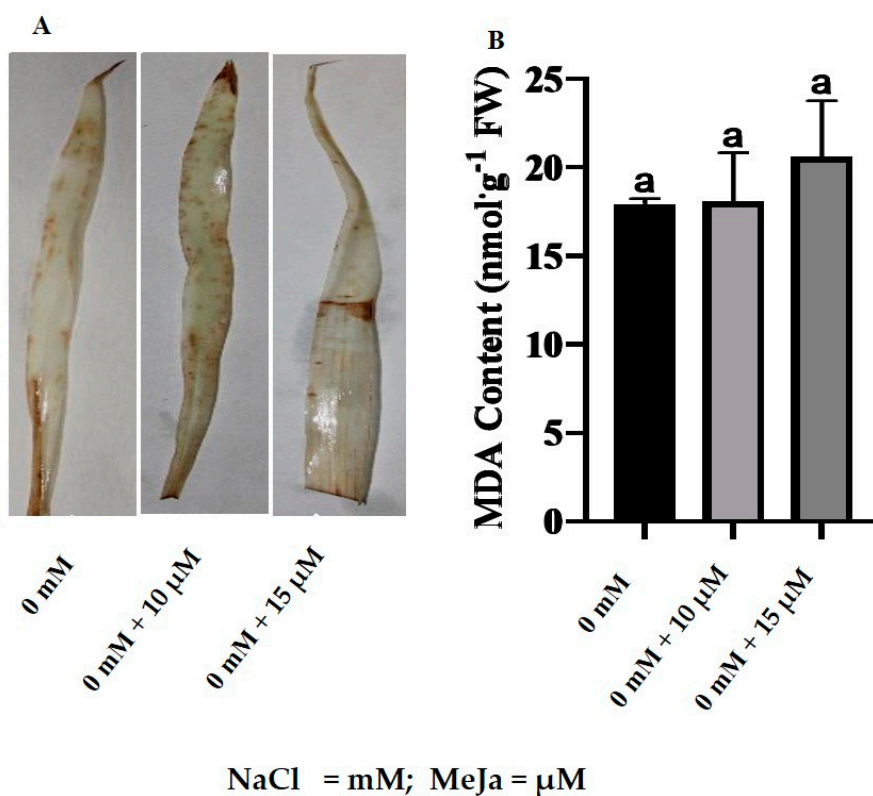 A
0 mM
0 mM + 10 μM
0 mM + 15 μM
B
MDA Content (nmol·g⁻¹ FW)
25
20
15
10
5
0
a
a
a
0 mM
0 mM + 10 μM
0 mM + 15 μM
NaCl = mM; MeJa = μM